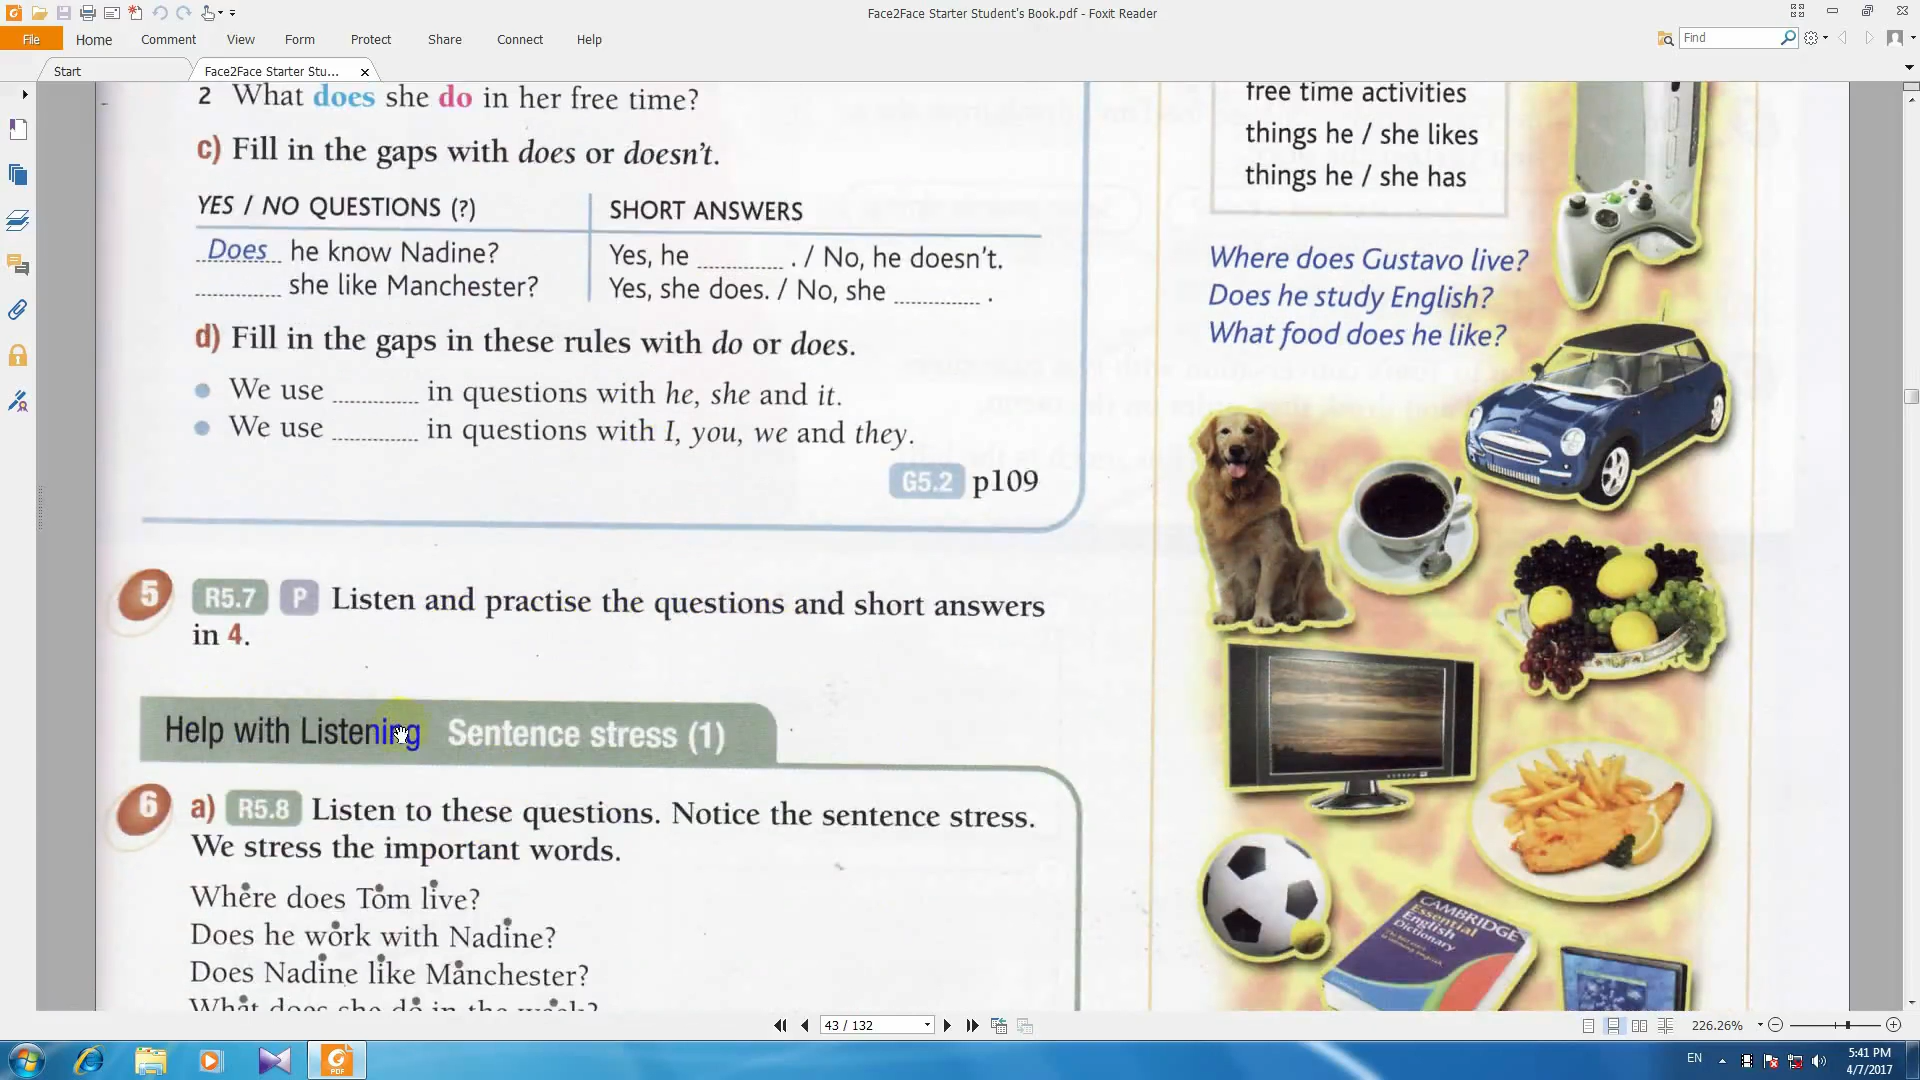 Face2Face Starter Student's Book.pdf - Foxit Reader
File Home Comment View Form Protect Share Connect Help
Find
Start
Face2Face Starter Stu...
2 What does she do in her free time?
c) Fill in the gaps with does or doesn't.
YES / NO QUESTIONS (?)
SHORT ANSWERS
Does he know Nadine?
Yes, he ............ . / No, he doesn't.
............ she like Manchester?
Yes, she does. / No, she ............ .
d) Fill in the gaps in these rules with do or does.
We use ............ in questions with he, she and it.
We use ............ in questions with I, you, we and they.
G5.2 p109
5 R5.7 P Listen and practise the questions and short answers
in 4.
Help with Listening Sentence stress (1)
6 a) R5.8 Listen to these questions. Notice the sentence stress.
We stress the important words.
Where does Tom live?
Does he work with Nadine?
Does Nadine like Manchester?
What does she do in the week?
free time activities
things he / she likes
things he / she has
Where does Gustavo live?
Does he study English?
What food does he like?
CAMBRIDGE
Essential
English
Dictionary
43 / 132
226.26%
EN
5:41 PM
4/7/2017
PDF